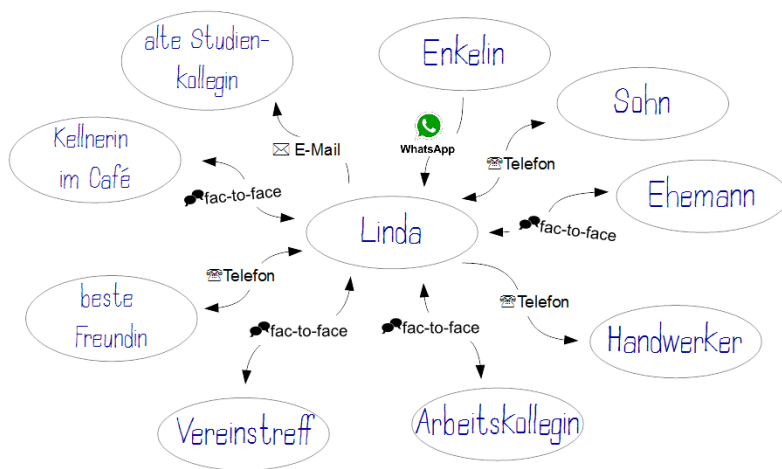 alte Studien-
kollegin
Enkelin
Sohn
WhatsApp
E-Mail
Telefon
Kellnerin
im Café
fac-to-face
Ehemann
fac-to-face
Linda
Telefon
beste
Freundin
Telefon
fac-to-face
fac-to-face
Handwerker
Vereinstreff
Arbeitskollegin